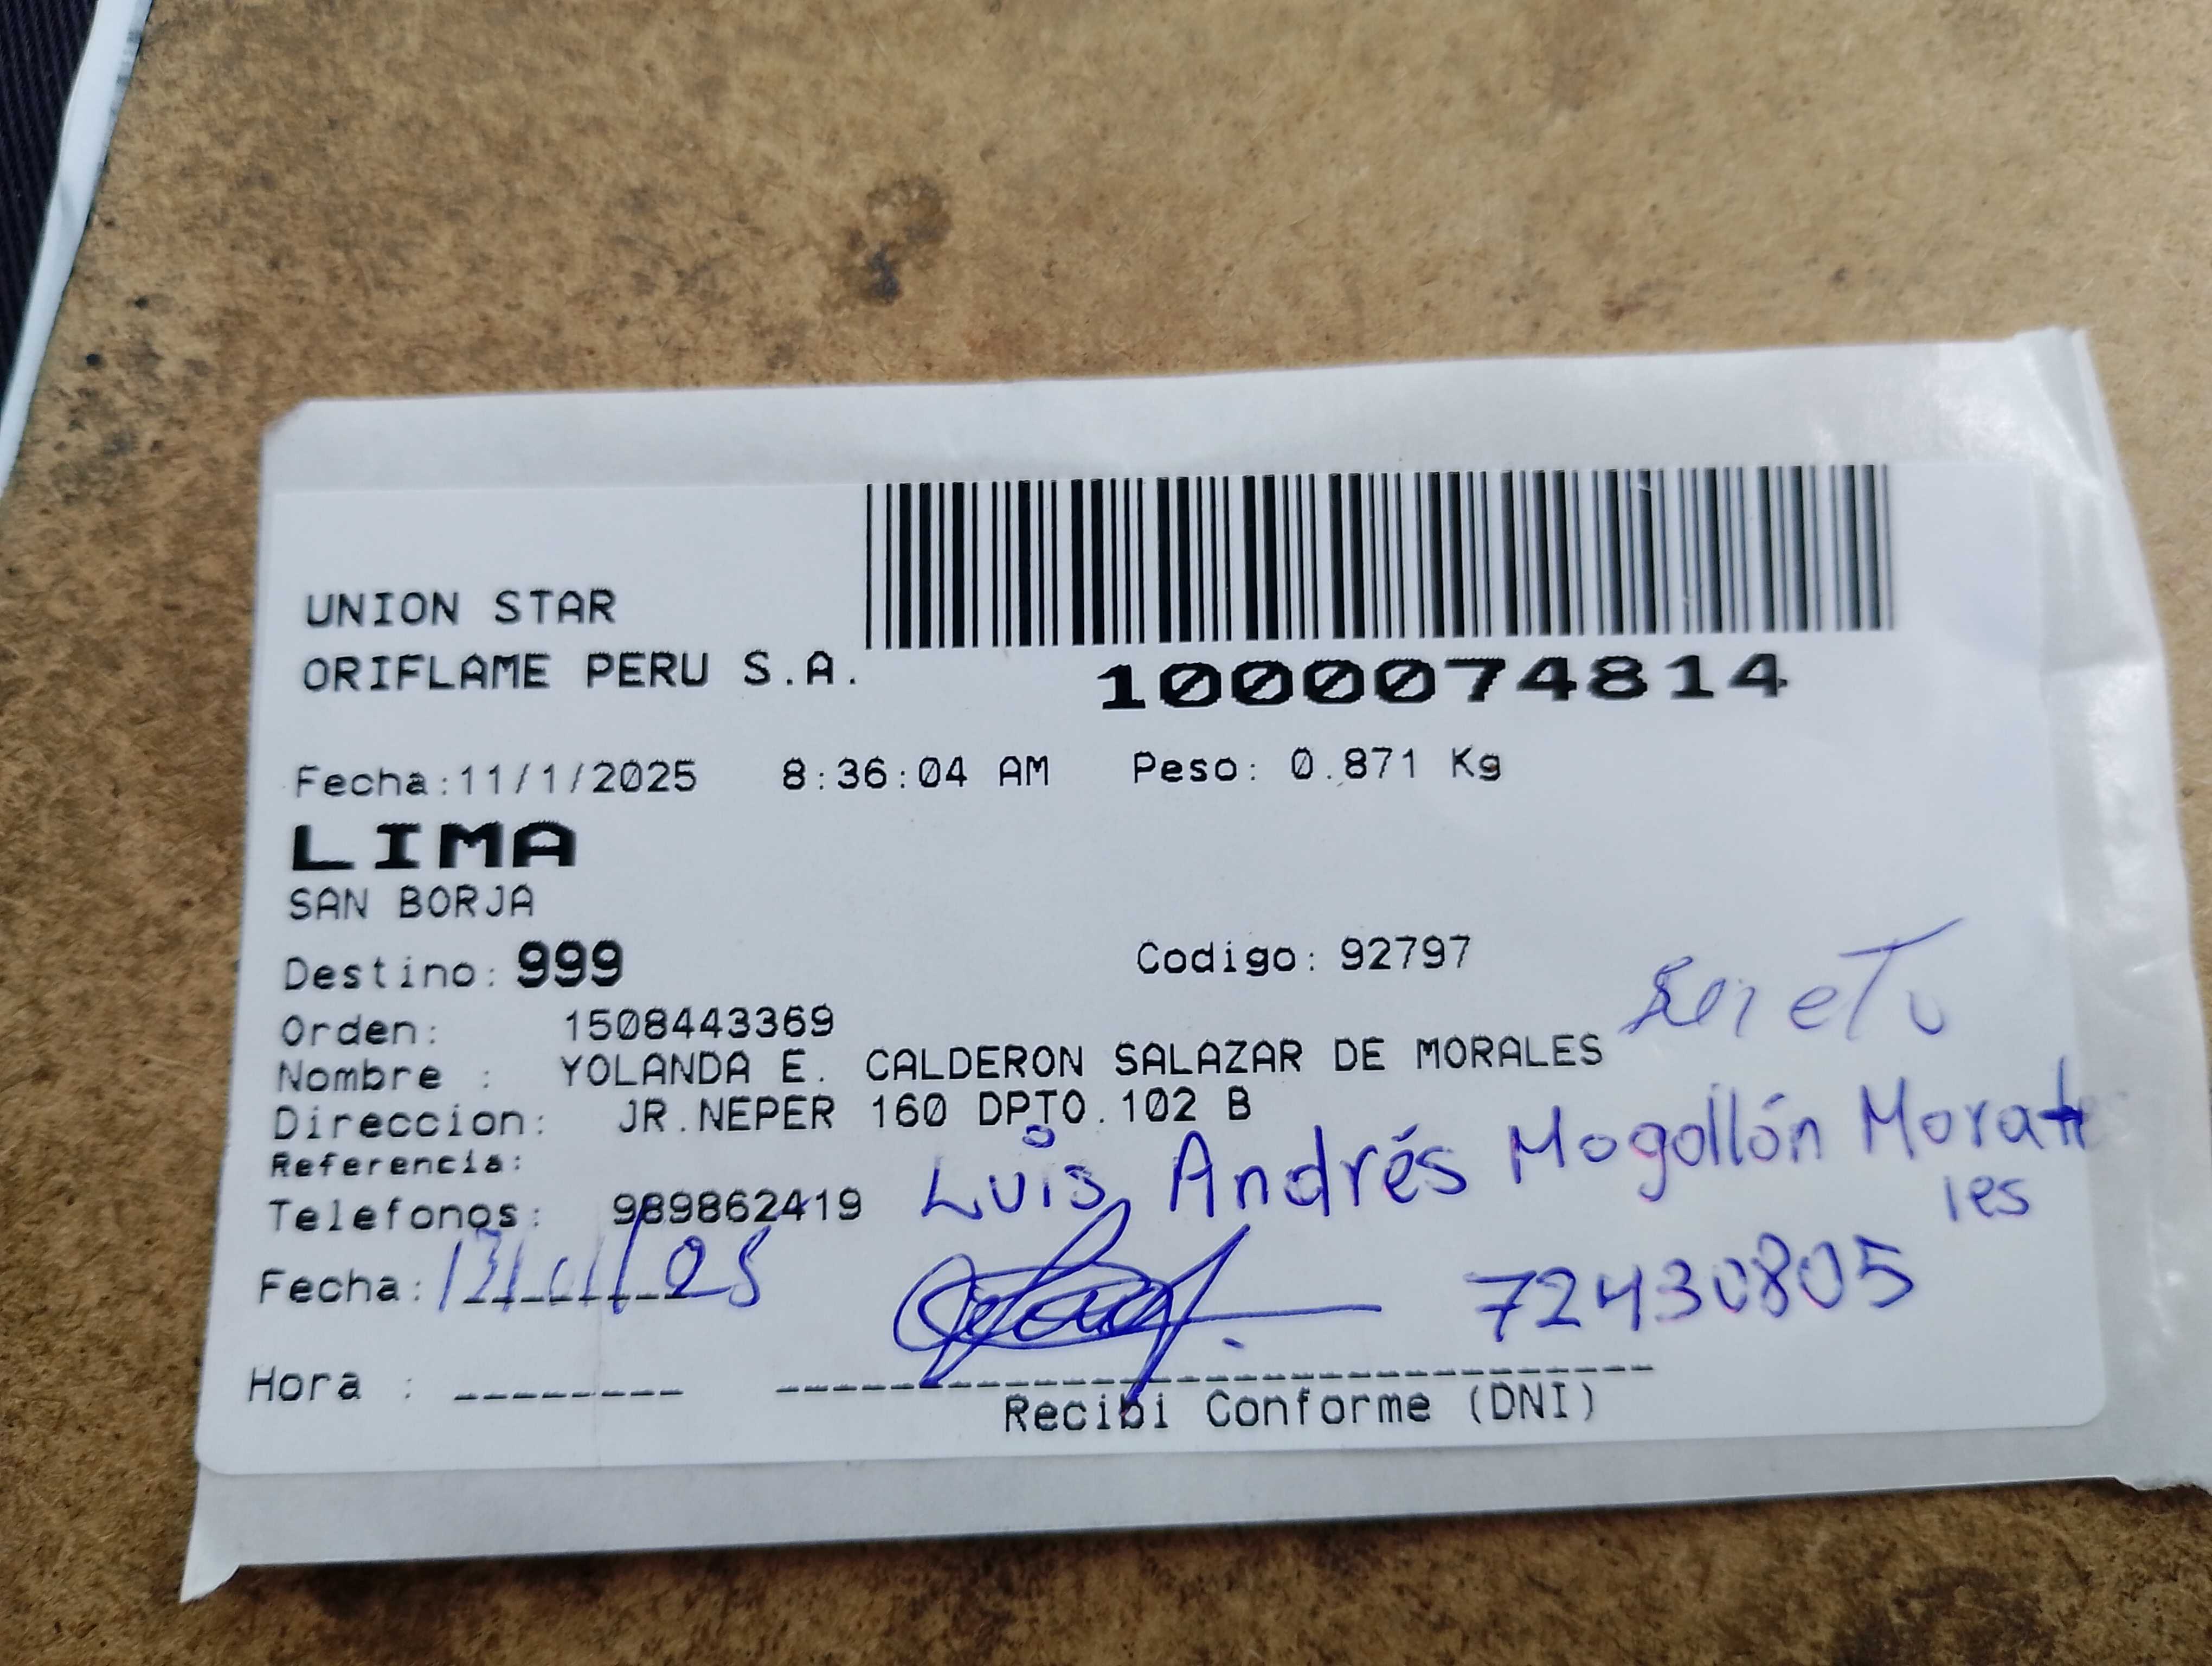 UNION STAR
ORIFLAME PERU S.A.
1000074814
Fecha:11/1/2025 8:36:04 AM Peso: 0.871 Kg
LIMA
SAN BORJA
Destino: 999 Codigo: 92797
Orden: 1508443369
Nombre : YOLANDA E. CALDERON SALAZAR DE MORALES
Direccion: JR.NEPER 160 DPTO.102 B
Referencia:
Luis Andrés Mogollón Morales
Telefonos: 989862419
Fecha:
72430805
Hora : -------- 
Recibi Conforme (DNI)